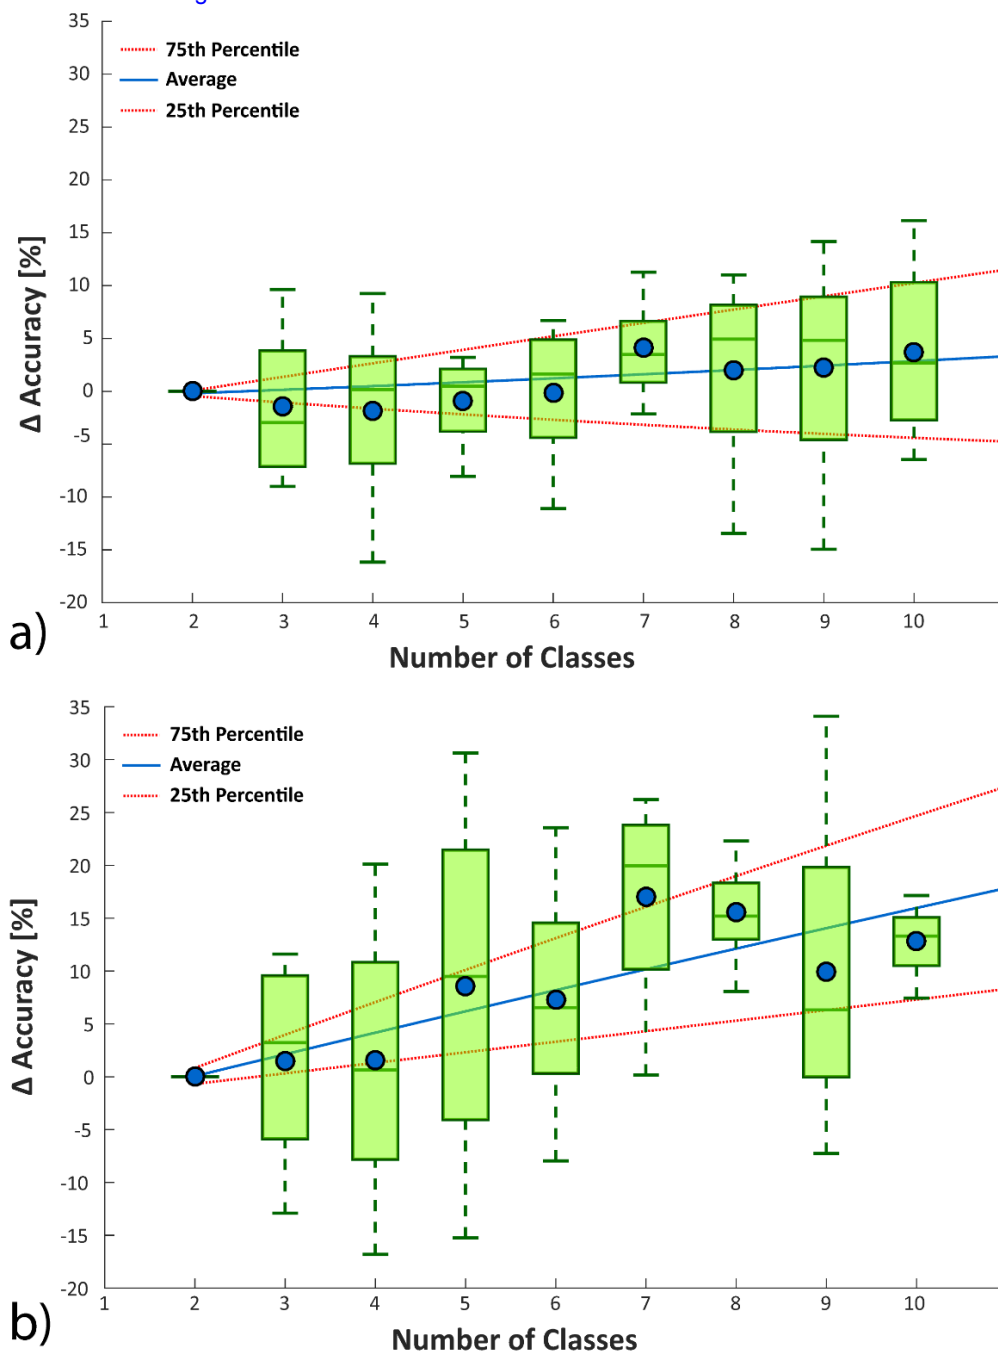 35
30
25
20
15
10
5
0
-5
-10
-15
-20
75th Percentile
Average
25th Percentile
Δ Accuracy [%]
1 2 3 4 5 6 7 8 9 10
Number of Classes
a)
35
30
25
20
15
10
5
0
-5
-10
-15
-20
75th Percentile
Average
25th Percentile
Δ Accuracy [%]
1 2 3 4 5 6 7 8 9 10
Number of Classes
b)